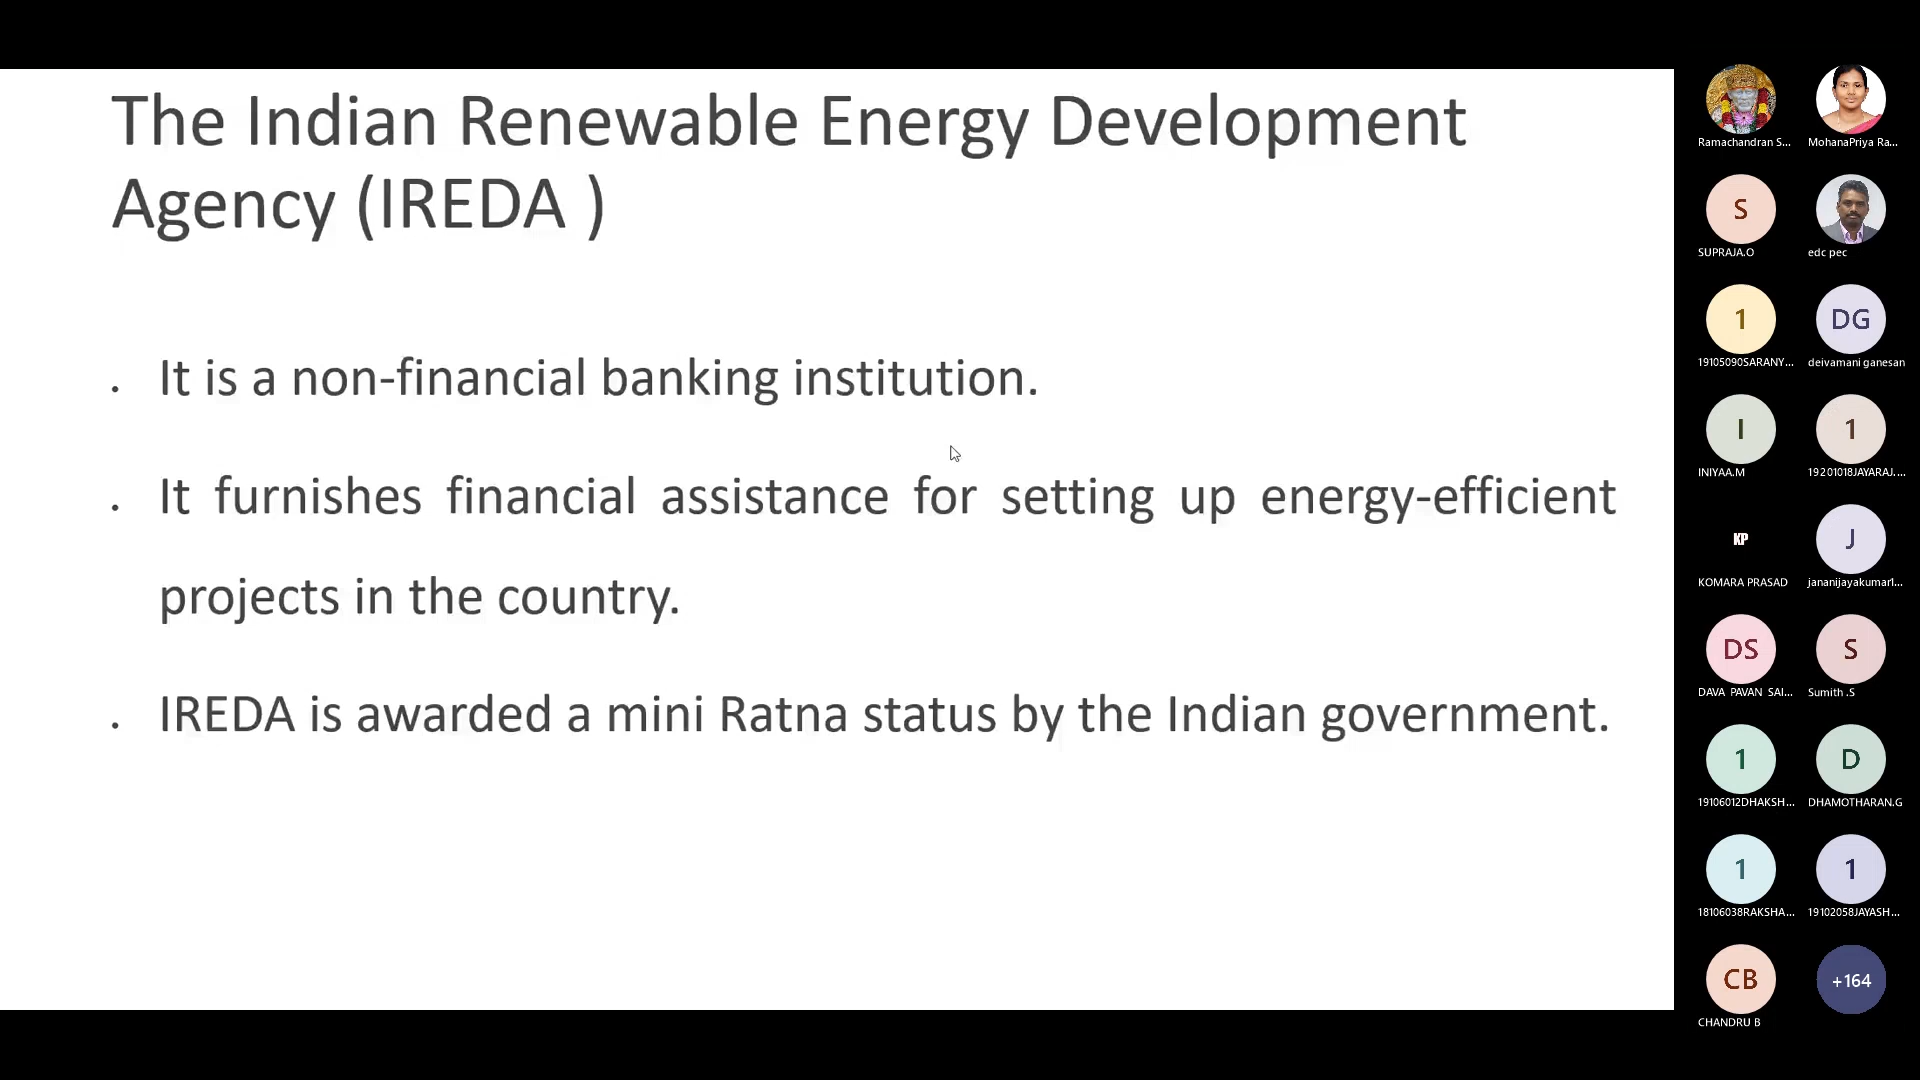 The Indian Renewable Energy Development
Agency (IREDA )
. It is a non-financial banking institution.
. It furnishes financial assistance for setting up energy-efficient
projects in the country.
. IREDA is awarded a mini Ratna status by the Indian government.
Ramachandran S...
MohanaPriya Ra...
S
SUPRAJA.O
edc pec
1
19105090SARANY...
DG
deivamani ganesan
I
INIYAA.M
1
19201018JAYARAJ....
KP
KOMARA PRASAD
J
jananijayakumarl...
DS
DAVA PAVAN SAI...
S
Sumith .S
1
19106012DHAKSH...
D
DHAMOTHARAN.G
1
18106038RAKSHA...
1
19102058JAYASH...
CB
CHANDRU B
+164